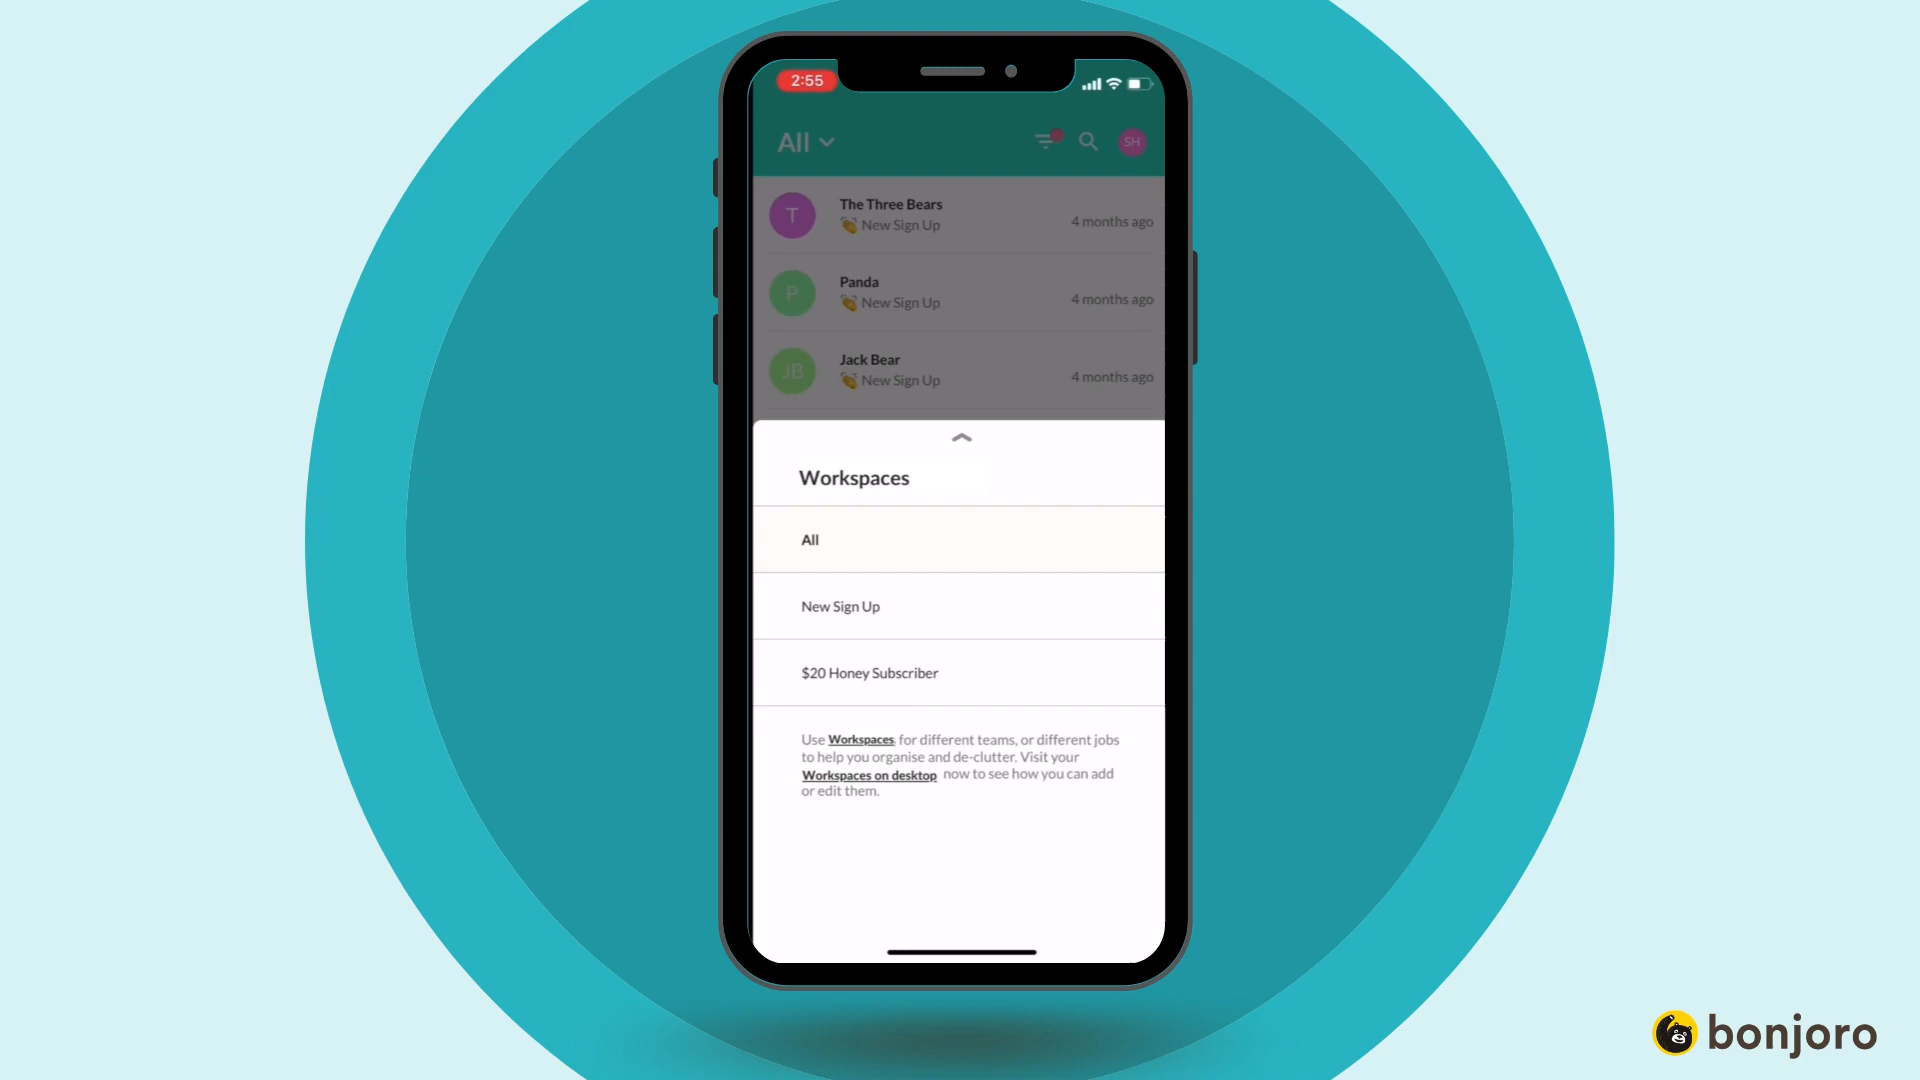 2:55
All
SH
T
The Three Bears
👏 New Sign Up
4 months ago
P
Panda
👏 New Sign Up
4 months ago
JB
Jack Bear
👏 New Sign Up
4 months ago
Workspaces
All
New Sign Up
$20 Honey Subscriber
Use Workspaces for different teams, or different jobs
to help you organise and de-clutter. Visit your
Workspaces on desktop now to see how you can add
or edit them.
bonjoro